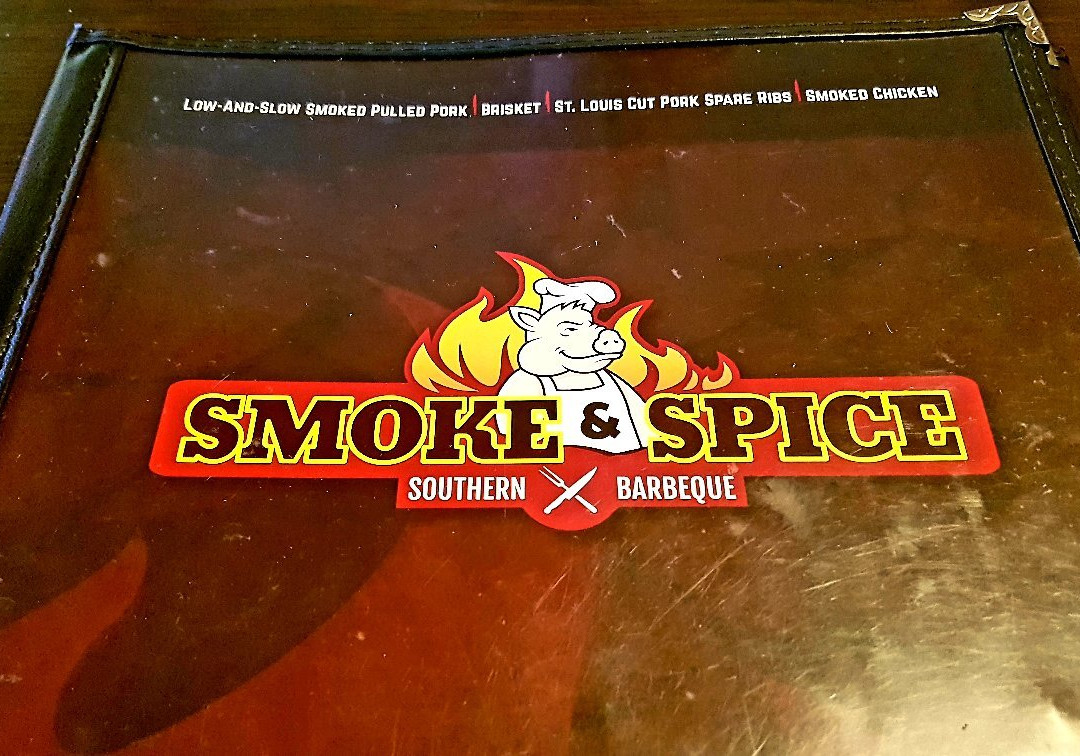 Low-And-Slow Smoked Pulled Pork | Brisket | St. Louis Cut Pork Spare Ribs | Smoked Chicken
SMOKE & SPICE
SOUTHERN BARBEQUE